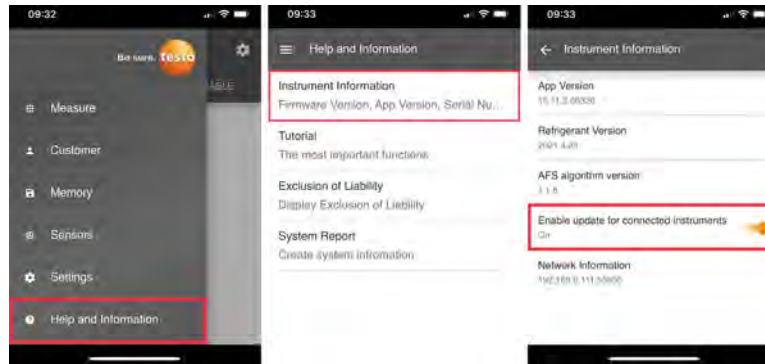 09:32
Be sure. testo
Measure
Customer
Memory
Sensors
Settings
Help and Information
09:33
Help and Information
Instrument Information
Firmware Version, App Version, Serial Nu...
Tutorial
The most important functions
Exclusion of Liability
Display Exclusion of Liability
System Report
Create system information
09:33
Instrument Information
App Version
Refrigerant Version
AFS algorithm version
Enable update for connected instruments
On
Network Information